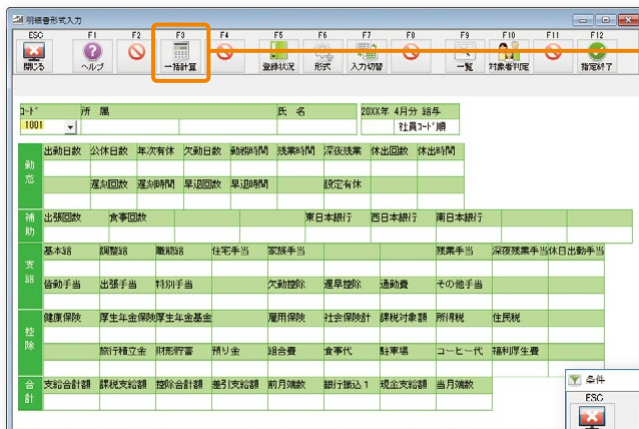 明細書形式入力
ESC F1 F2 F3 F4 F5 F6 F7 F8 F9 F10 F11 F12
閉じる ヘルプ 一括計算 登録状況 形式 入力切替 一覧 対象者判定 指定終了
コード 所 属 氏 名 20XX年 4月分 給与
1001 社員コード順
勤怠 出勤日数 公休日数 年次有休 欠勤日数 勤務時間 残業時間 深夜残業 休出回数 休出時間
遅刻回数 遅刻時間 早退回数 早退時間 設定有休
補助 出張回数 食事回数 東日本銀行 西日本銀行 南日本銀行
支給 基本給 調整給 職能給 住宅手当 家族手当 残業手当 深夜残業手当 休日出勤手当
皆勤手当 出張手当 特別手当 欠勤控除 遅早控除 通勤費 その他手当
控除 健康保険 厚生年金保険 厚生年金基金 雇用保険 社会保険計 課税対象額 所得税 住民税
旅行積立金 財形貯蓄 預り金 組合費 食事代 駐車場 コーヒー代 福利厚生費
合計 支給合計額 課税支給額 控除合計額 差引支給額 前月端数 銀行振込1 現金支給額 当月端数
条件
ESC